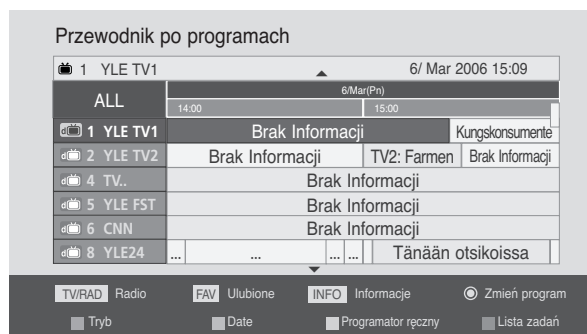 Przewodnik po programach
1 YLE TV1 6/ Mar 2006 15:09
ALL 6/Mar(Pn)
14:00 15:00
1 YLE TV1 Brak Informacji Kungskonsumente
2 YLE TV2 Brak Informacji TV2: Farmen Brak Informacji
4 TV.. Brak Informacji
5 YLE FST Brak Informacji
6 CNN Brak Informacji
8 YLE24 ... ... ... ... Tänään otsikoissa
TV/RAD Radio FAV Ulubione INFO Informacje Zmień program
Tryb Date Programator ręczny Lista zadań